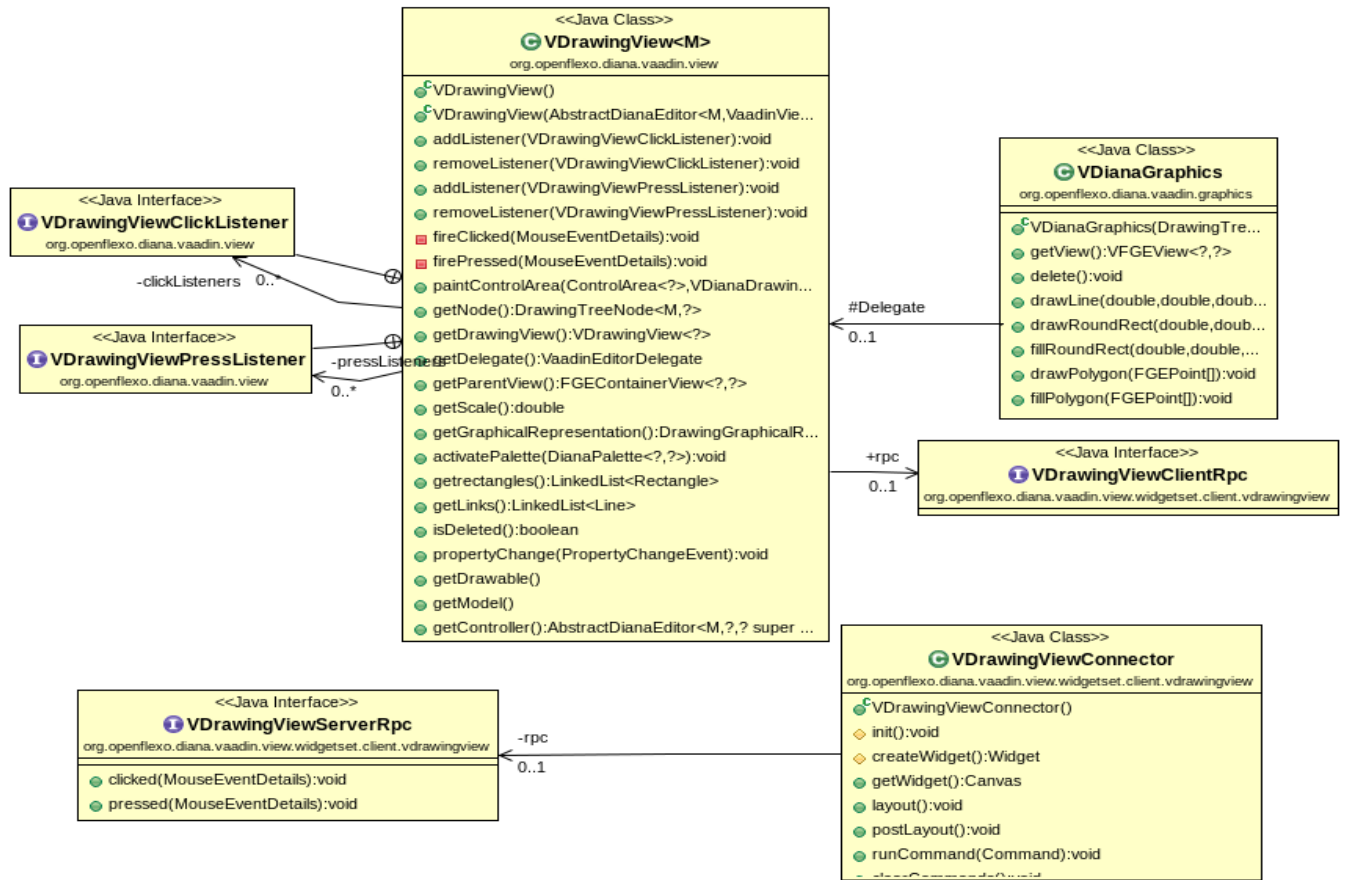 <<Java Class>>
VDrawingView<M>
org.openflexo.diana.vaadin.view
VDrawingView()
VDrawingView(AbstractDianaEditor<M,VaadinVie...
addListener(VDrawingViewClickListener):void
removeListener(VDrawingViewClickListener):void
addListener(VDrawingViewPressListener):void
removeListener(VDrawingViewPressListener):void
fireClicked(MouseEventDetails):void
firePressed(MouseEventDetails):void
paintControlArea(ControlArea<?>,VDianaDrawin...
getNode():DrawingTreeNode<M,?>
getDrawingView():VDrawingView<?>
getDelegate():VaadinEditorDelegate
getParentView():FGEContainerView<?,?>
getScale():double
getGraphicalRepresentation():DrawingGraphicalR...
activatePalette(DianaPalette<?,?>):void
getrectangles():LinkedList<Rectangle>
getLinks():LinkedList<Line>
isDeleted():boolean
propertyChange(PropertyChangeEvent):void
getDrawable()
getModel()
getController():AbstractDianaEditor<M,?,? super ...
<<Java Interface>>
VDrawingViewClickListener
org.openflexo.diana.vaadin.view
-clickListeners
0..*
<<Java Interface>>
VDrawingViewPressListener
org.openflexo.diana.vaadin.view
-pressListeners
0..*
<<Java Class>>
VDianaGraphics
org.openflexo.diana.vaadin.graphics
VDianaGraphics(DrawingTre...
getView():VFGEView<?,?>
delete():void
drawLine(double,double,doub...
drawRoundRect(double,doub...
fillRoundRect(double,double,...
drawPolygon(FGEPoint[]):void
fillPolygon(FGEPoint[]):void
#Delegate
0..1
+rpc
0..1
<<Java Interface>>
VDrawingViewClientRpc
org.openflexo.diana.vaadin.view.widgetset.client.vdrawingview
<<Java Interface>>
VDrawingViewServerRpc
org.openflexo.diana.vaadin.view.widgetset.client.vdrawingview
clicked(MouseEventDetails):void
pressed(MouseEventDetails):void
-rpc
0..1
<<Java Class>>
VDrawingViewConnector
org.openflexo.diana.vaadin.view.widgetset.client.vdrawingview
VDrawingViewConnector()
init():void
createWidget():Widget
getWidget():Canvas
layout():void
postLayout():void
runCommand(Command):void